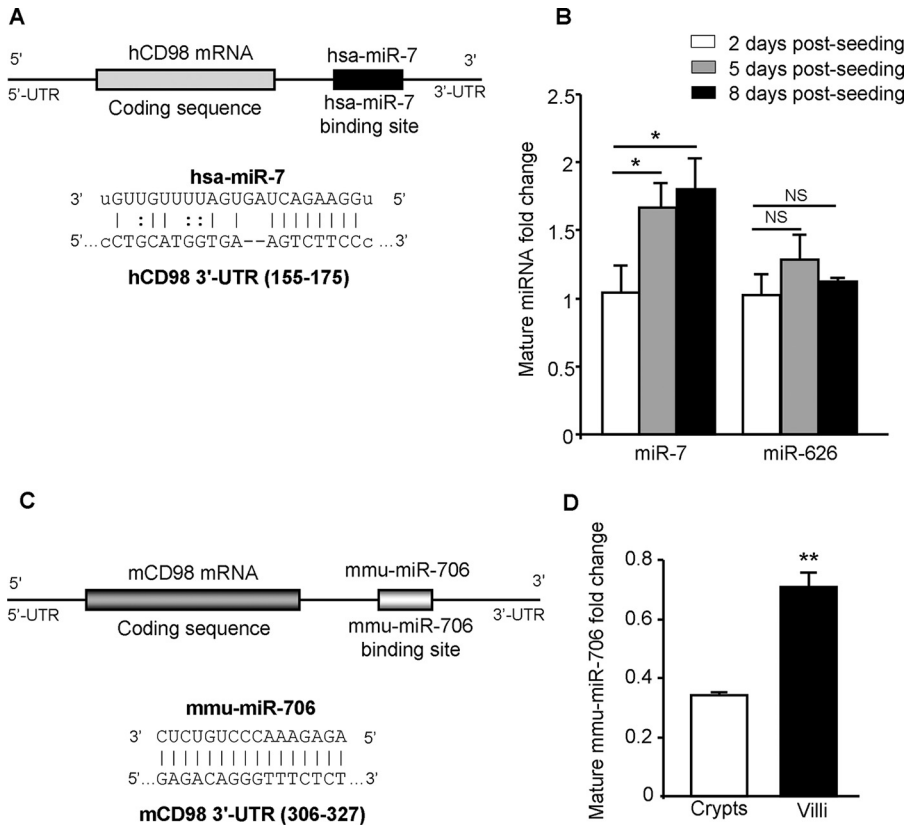 A
5'
hCD98 mRNA
hsa-miR-7
3'
5'-UTR
Coding sequence
hsa-miR-7
binding site
3'-UTR
hsa-miR-7
3' uGUUGUUUUAGUGAUCAGAAGGu 5'
| :|| ::| | |||||||
5'...cCTGCATGGTGA--AGTCTTCCc...3'
hCD98 3'-UTR (155-175)
B
2 days post-seeding
5 days post-seeding
8 days post-seeding
Mature miRNA fold change
2.5
2
1.5
1
0.5
0
*
*
NS
NS
miR-7
miR-626
C
5'
mCD98 mRNA
mmu-miR-706
3'
5'-UTR
Coding sequence
mmu-miR-706
binding site
3'-UTR
mmu-miR-706
3' CUCUGUCCCAAAGAGA 5'
||||||||||||||||
5'...GAGACAGGGTTTCTCT...3'
mCD98 3'-UTR (306-327)
D
Mature mmu-miR-706 fold change
0.8
0.6
0.4
0.2
0
**
Crypts
Villi